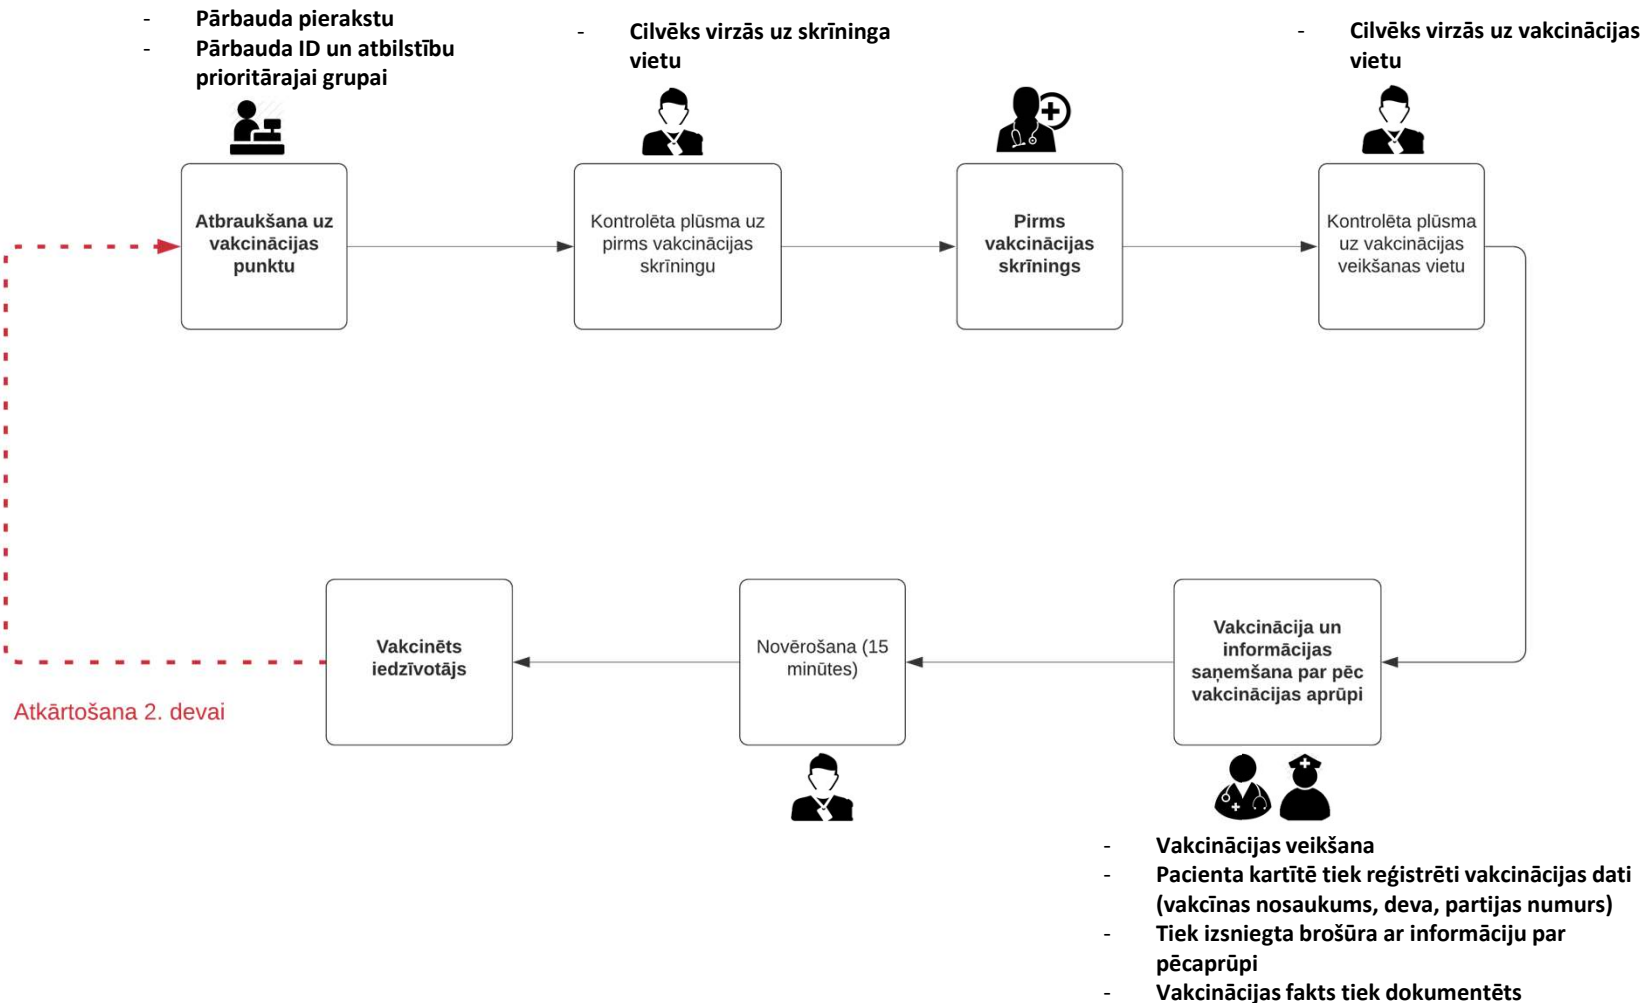 - Pārbauda pierakstu
- Pārbauda ID un atbilstību
prioritārajai grupai
- Cilvēks virzās uz skrīninga
vietu
- Cilvēks virzās uz vakcinācijas
vietu
Atbraukšana uz
vakcinācijas
punktu
Kontrolēta plūsma uz
pirms vakcinācijas
skrīningu
Pirms
vakcinācijas
skrīnings
Kontrolēta plūsma
uz vakcinācijas
veikšanas vietu
Vakcinēts
iedzīvotājs
Novērošana (15
minūtes)
Vakcinācija un
informācijas
saņemšana par pēc
vakcinācijas aprūpi
Atkārtošana 2. devai
- Vakcinācijas veikšana
- Pacienta kartītē tiek reģistrēti vakcinācijas dati
(vakcīnas nosaukums, deva, partijas numurs)
- Tiek izsniegta brošūra ar informāciju par
pēcaprūpi
- Vakcinācijas fakts tiek dokumentēts